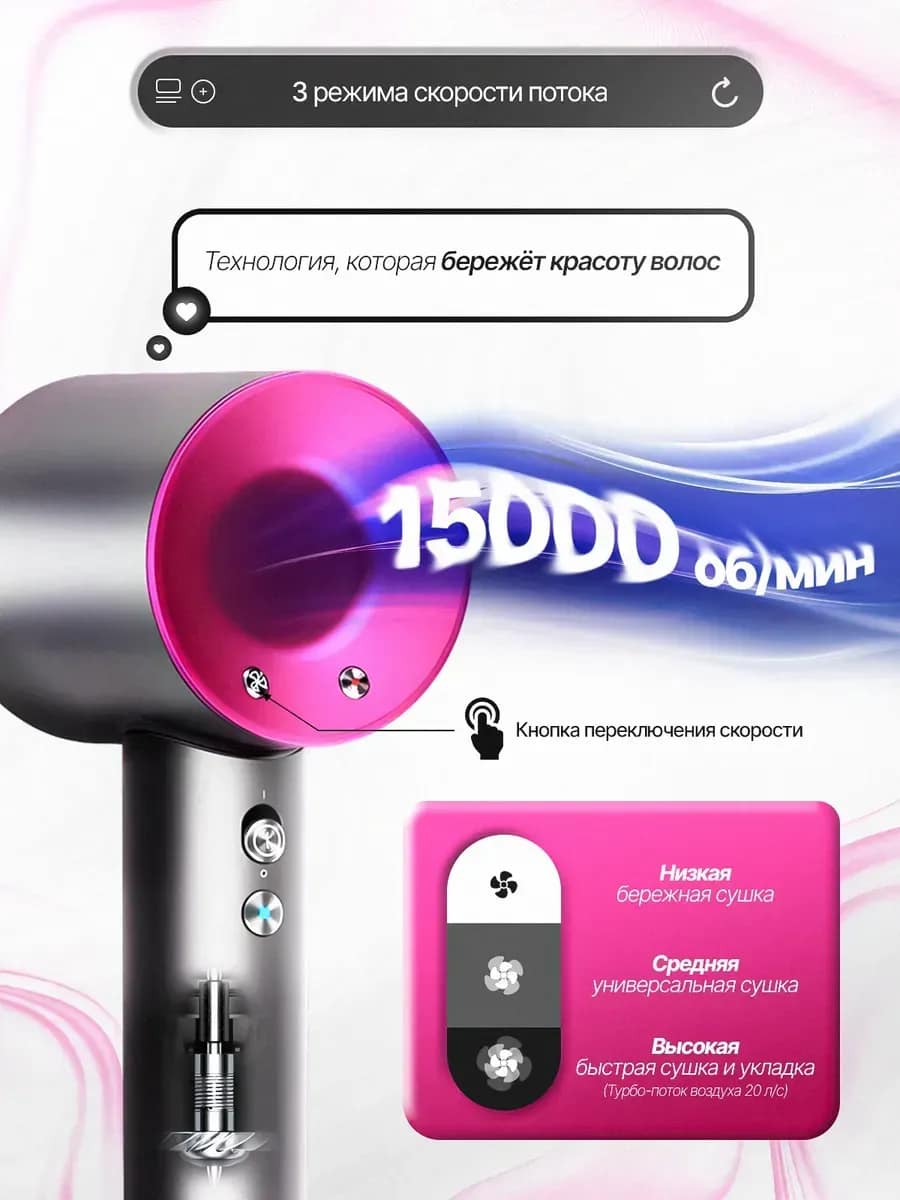 3 режима скорости потока
Технология, которая бережёт красоту волос
15000 об/мин
Кнопка переключения скорости
Низкая
бережная сушка
Средняя
универсальная сушка
Высокая
быстрая сушка и укладка
(Турбо-поток воздуха 20 л/с)